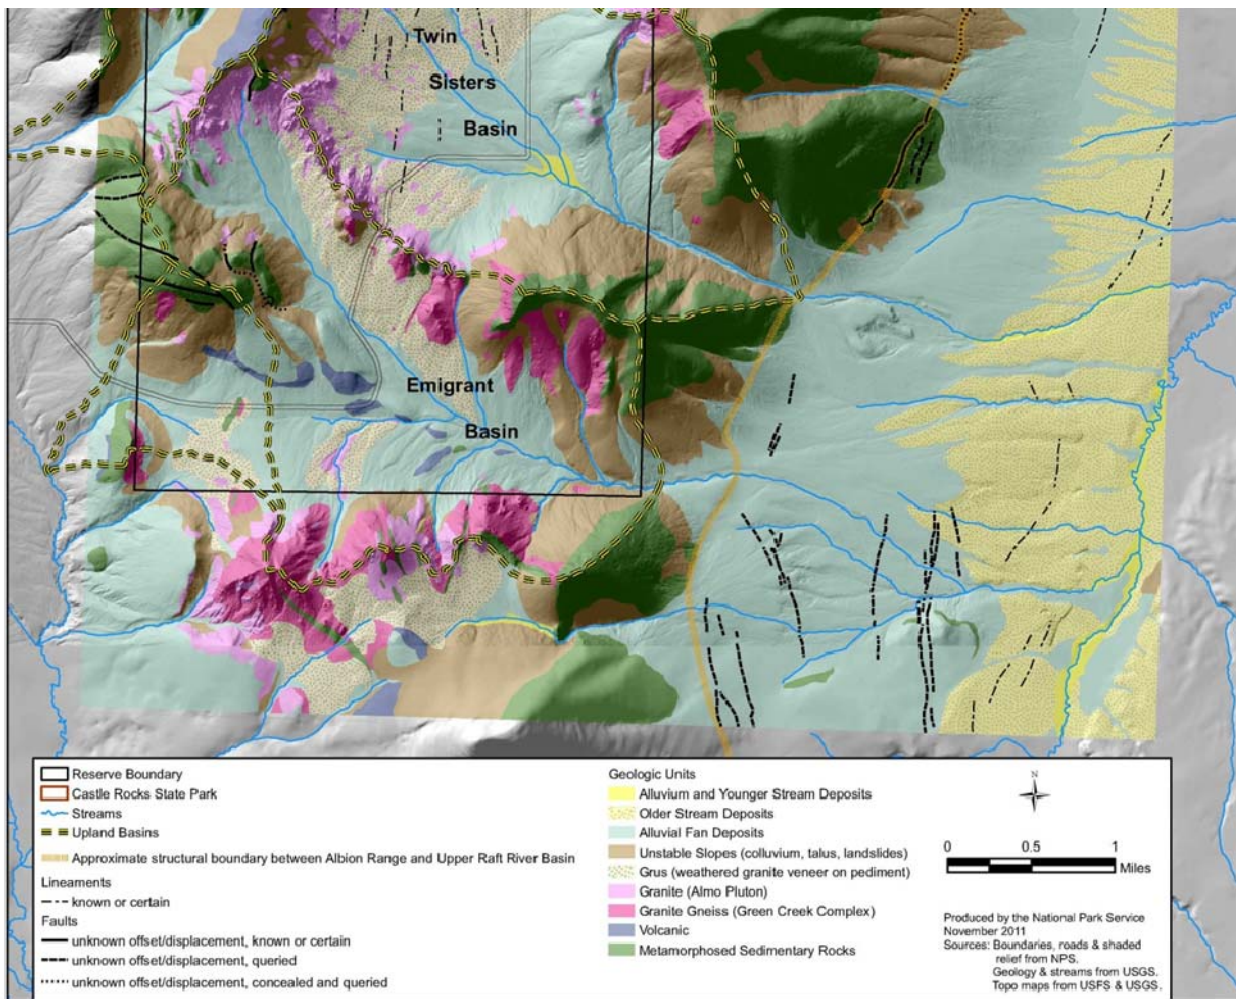 Twin
Sisters
Basin
Emigrant
Basin
Reserve Boundary
Castle Rocks State Park
Streams
Upland Basins
Approximate structural boundary between Albion Range and Upper Raft River Basin
Lineaments
known or certain
Faults
unknown offset/displacement, known or certain
unknown offset/displacement, queried
unknown offset/displacement, concealed and queried
Geologic Units
Alluvium and Younger Stream Deposits
Older Stream Deposits
Alluvial Fan Deposits
Unstable Slopes (colluvium, talus, landslides)
Grus (weathered granite veneer on pediment)
Granite (Almo Pluton)
Granite Gneiss (Green Creek Complex)
Volcanic
Metamorphosed Sedimentary Rocks
N
0 0.5 1
Miles
Produced by the National Park Service
November 2011
Sources: Boundaries, roads & shaded
relief from NPS.
Geology & streams from USGS.
Topo maps from USFS & USGS.